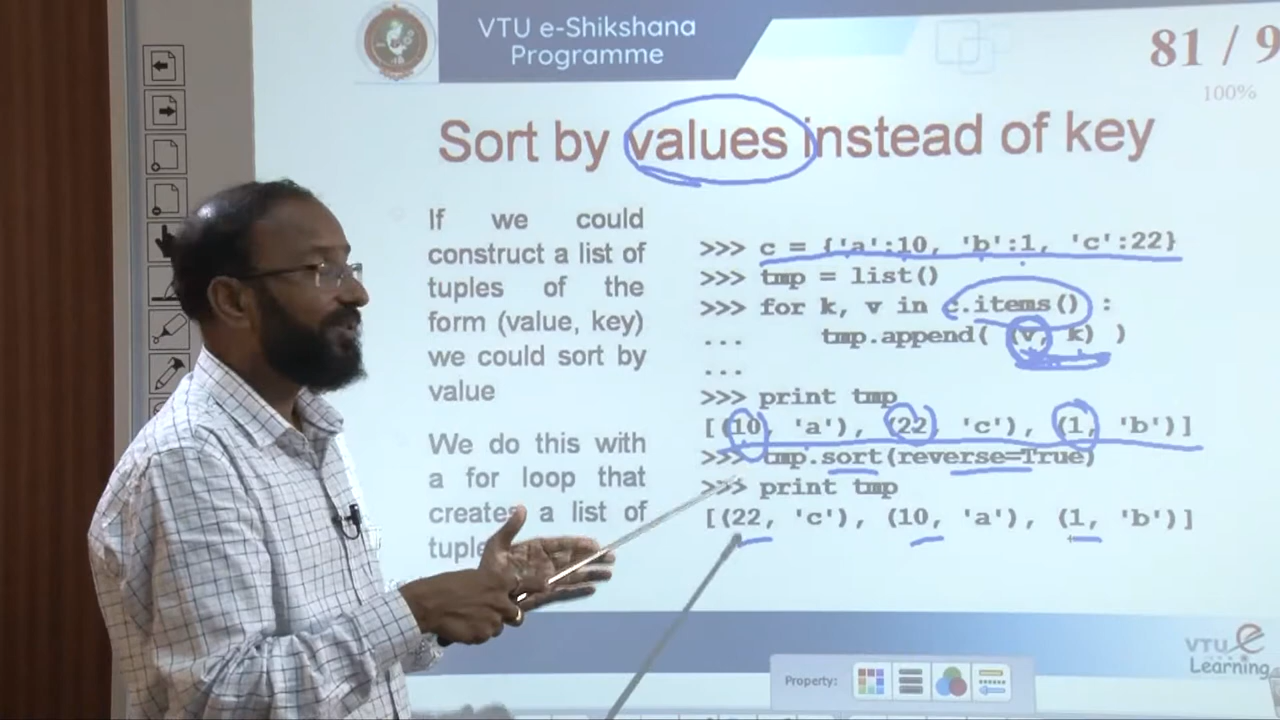 VTU e-Shikshana
Programme
81 / 9
100%
Sort by values instead of key
If we could
construct a list of
tuples of the
form (value, key)
we could sort by
value
We do this with
a for loop that
creates a list of
>>> c = {'a':10, 'b':1, 'c':22}
>>> tmp = list()
>>> for k, v in c.items() :
... tmp.append( (v, k) )
...
>>> print tmp
[(10, 'a'), (22, 'c'), (1, 'b')]
>>> tmp.sort(reverse=True)
>>> print tmp
[(22, 'c'), (10, 'a'), (1, 'b')]
VTU e
Learning
Property: